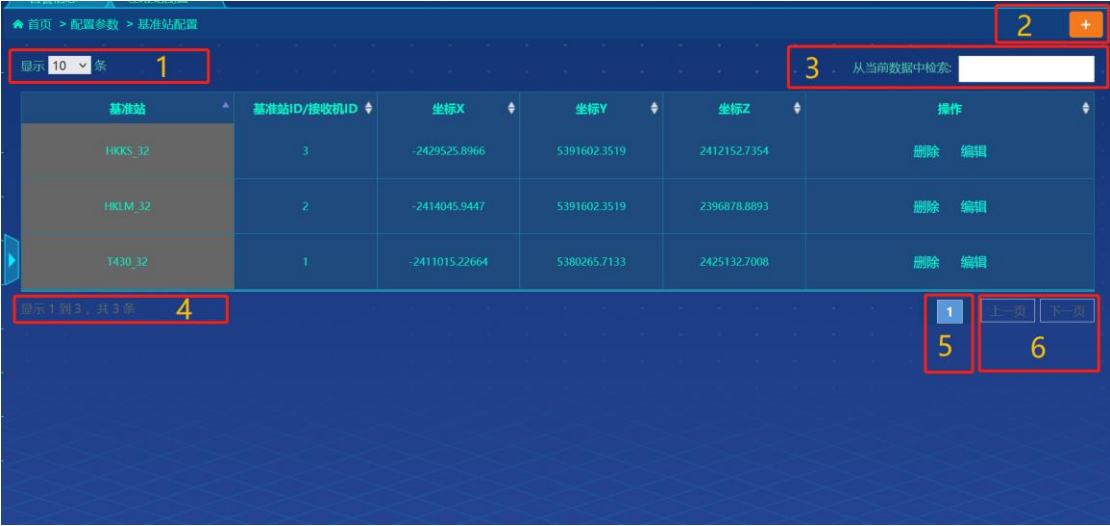 首页 > 配置参数 > 基准站配置
2
+
显示 10 条
1
3
从当前数据中检索:
基准站 基准站ID/接收机ID 坐标X 坐标Y 坐标Z 操作
HKKS_32 3 -2429525.8966 5391602.3519 2412152.7354 删除 编辑
HKLM_32 2 -2414045.9447 5391602.3519 2396878.8893 删除 编辑
T430_32 1 -2411015.22664 5380265.7133 2425132.7008 删除 编辑
显示 1 到 3 , 共 3 条
4
1
上一页 下一页
5
6